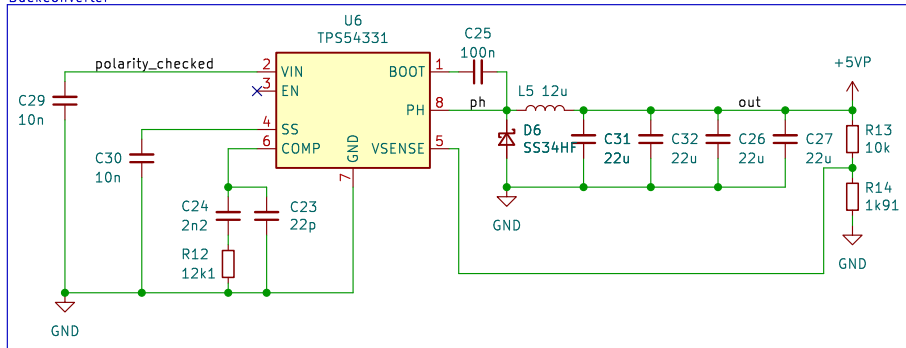 BuckConverter
U6
TPS54331
C25
100n
polarity_checked
2
VIN
BOOT
1
+5VP
3
EN
L5 12u
C29
10n
ph
out
PH
8
4
SS
D6
SS34HF
C31
22u
C32
22u
C26
22u
C27
22u
R13
10k
6
COMP
GND
VSENSE
5
C30
10n
7
R14
1k91
C24
2n2
C23
22p
GND
R12
12k1
GND
GND